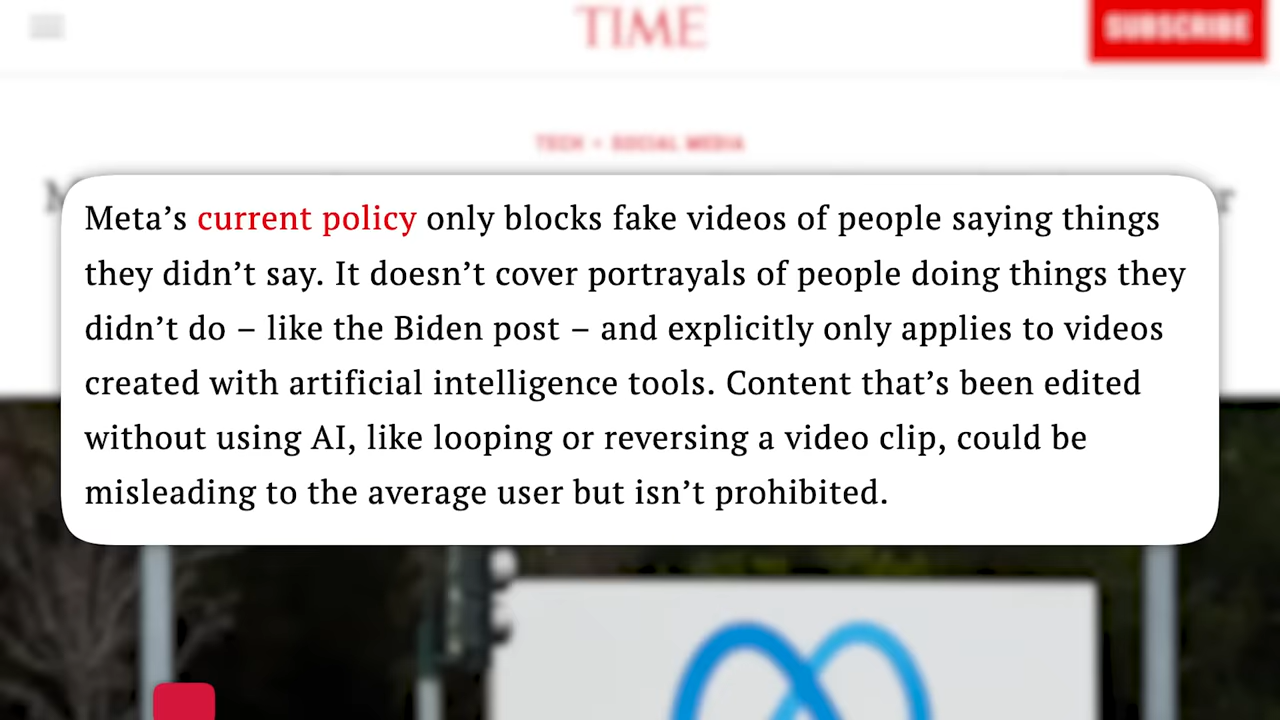 TIME
SUBSCRIBE
TECH • SOCIAL MEDIA
Meta’s current policy only blocks fake videos of people saying things
they didn’t say. It doesn’t cover portrayals of people doing things they
didn’t do – like the Biden post – and explicitly only applies to videos
created with artificial intelligence tools. Content that’s been edited
without using AI, like looping or reversing a video clip, could be
misleading to the average user but isn’t prohibited.